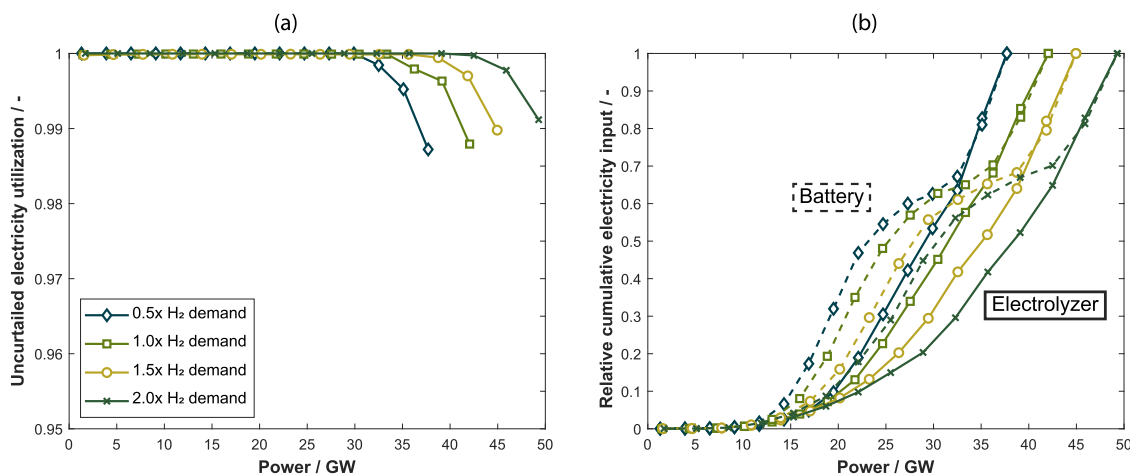 (a)
Uncurtailed electricity utilization / -
1
0.99
0.98
0.97
0.96
0.95
0.5x H₂ demand
1.0x H₂ demand
1.5x H₂ demand
2.0x H₂ demand
0 5 10 15 20 25 30 35 40 45 50
Power / GW
(b)
Relative cumulative electricity input / -
1
0.9
0.8
0.7
0.6
0.5
0.4
0.3
0.2
0.1
0
Battery
Electrolyzer
0 5 10 15 20 25 30 35 40 45 50
Power / GW